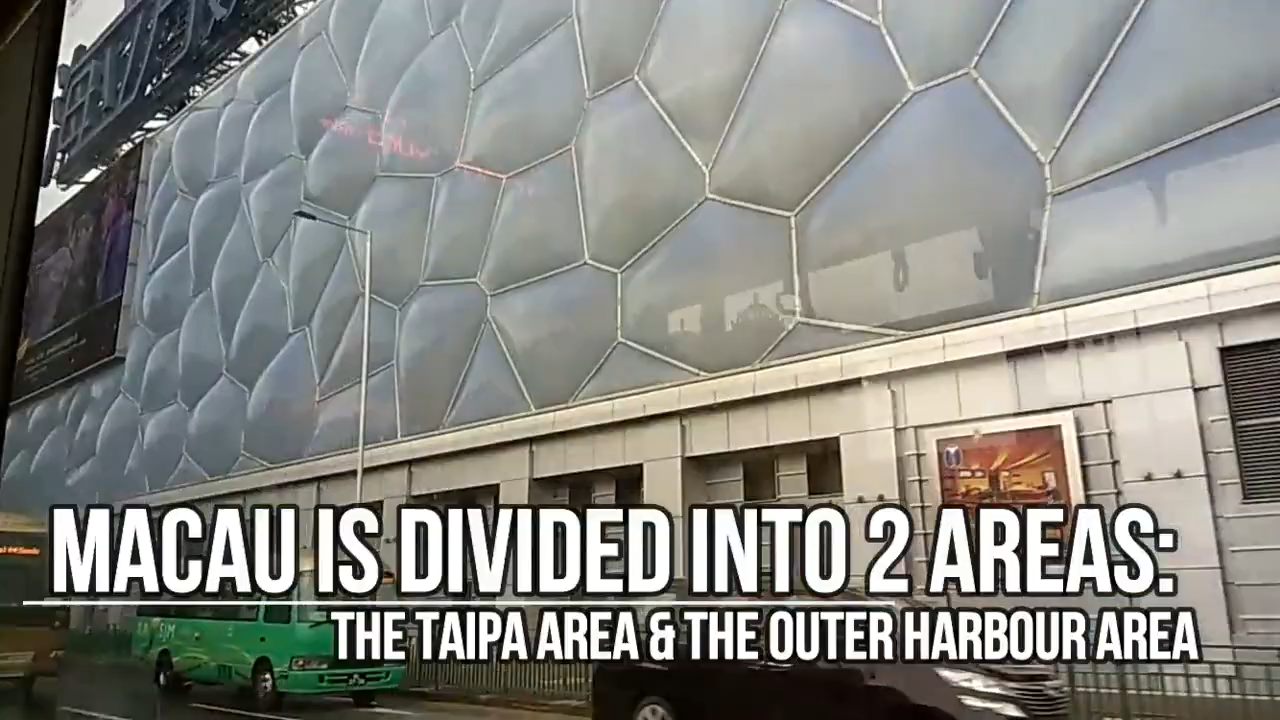 MACAU IS DIVIDED INTO 2 AREAS:
THE TAIPA AREA & THE OUTER HARBOUR AREA